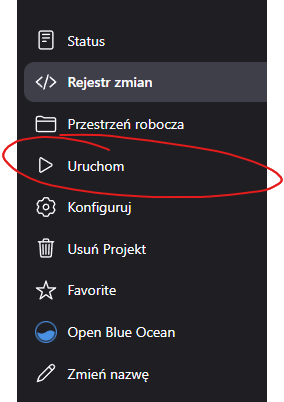 Status
Rejestr zmian
Przestrzeń robocza
Uruchom
Konfiguruj
Usuń Projekt
Favorite
Open Blue Ocean
Zmień nazwę